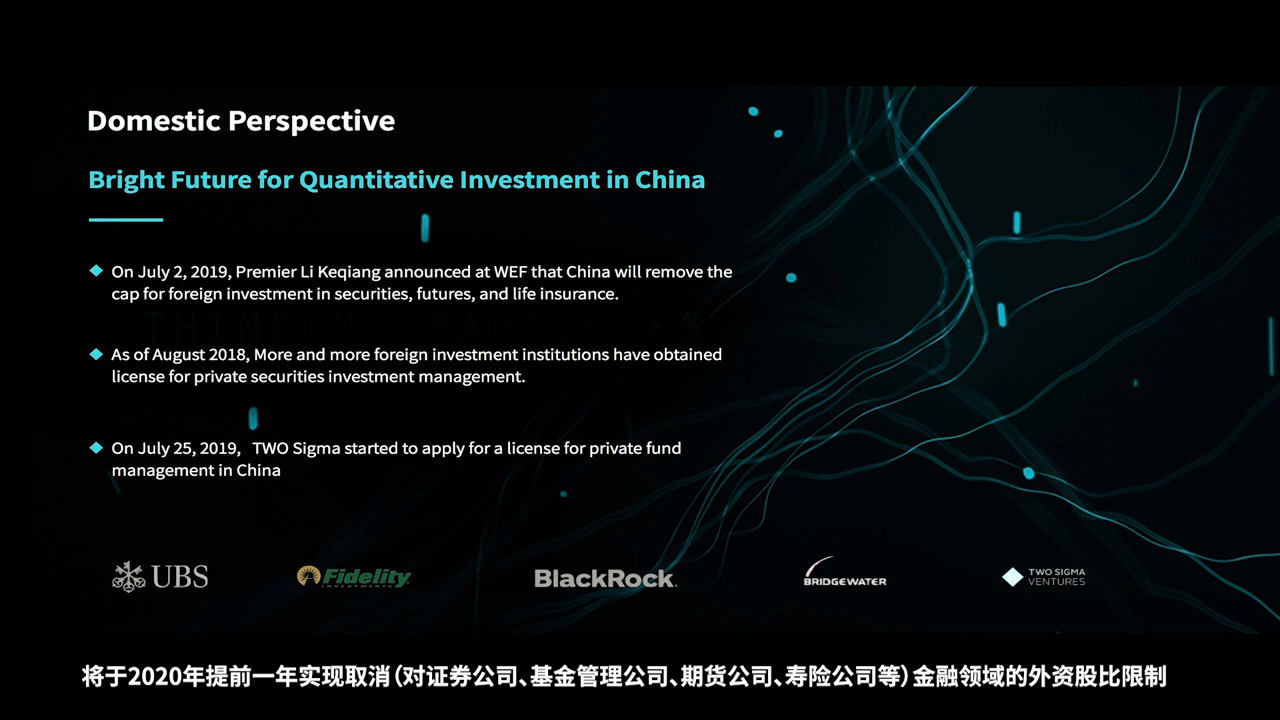 Domestic Perspective
Bright Future for Quantitative Investment in China
On July 2, 2019, Premier Li Keqiang announced at WEF that China will remove the
cap for foreign investment in securities, futures, and life insurance.
As of August 2018, More and more foreign investment institutions have obtained
license for private securities investment management.
On July 25, 2019, TWO Sigma started to apply for a license for private fund
management in China
UBS
Fidelity
INVESTMENTS
BlackRock.
BRIDGEWATER
TWO SIGMA
VENTURES
将于2020年提前一年实现取消(对证券公司、基金管理公司、期货公司、寿险公司等)金融领域的外资股比限制